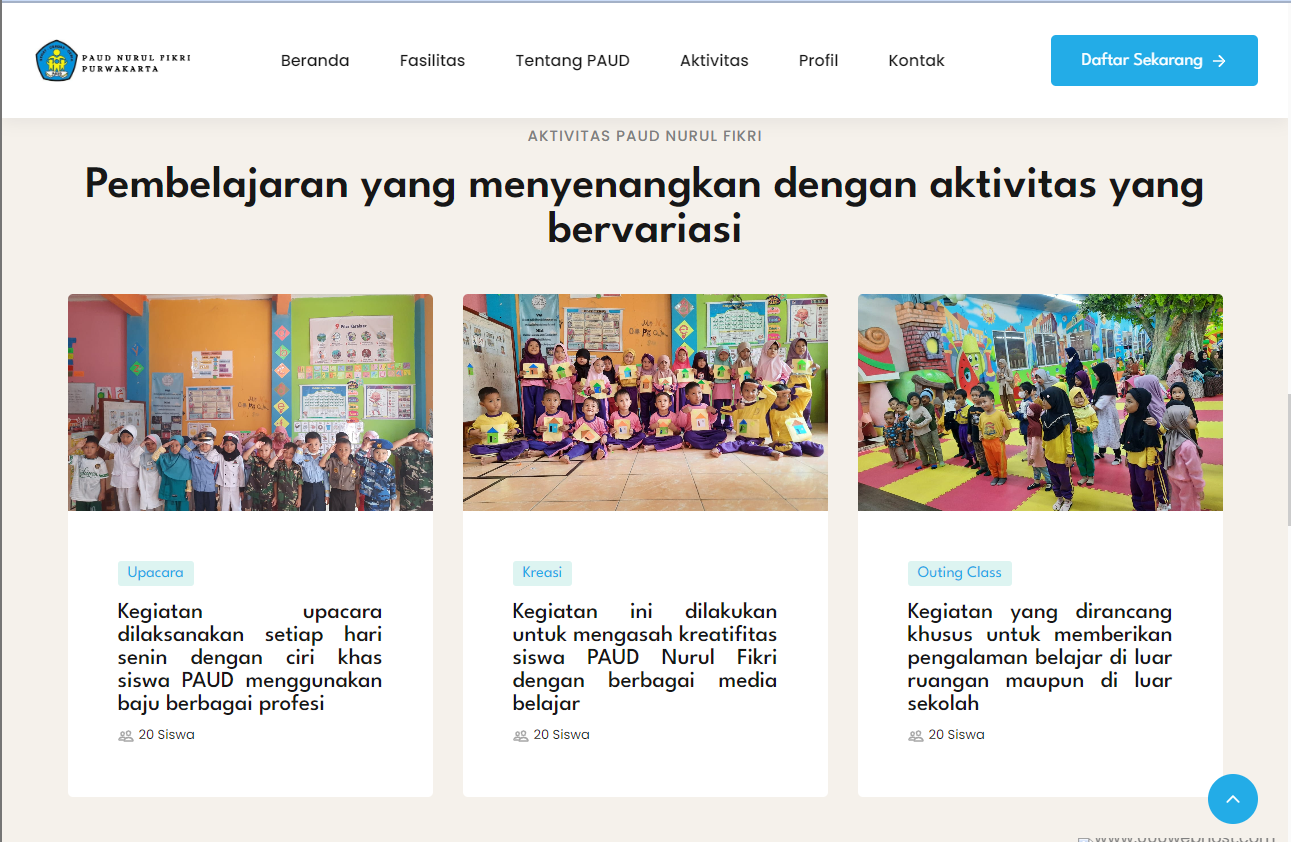 PAUD NURUL FIKRI
PURWAKARTA
Beranda
Fasilitas
Tentang PAUD
Aktivitas
Profil
Kontak
Daftar Sekarang
AKTIVITAS PAUD NURUL FIKRI
Pembelajaran yang menyenangkan dengan aktivitas yang
bervariasi
Upacara
Kegiatan upacara
dilaksanakan setiap hari
senin dengan ciri khas
siswa PAUD menggunakan
baju berbagai profesi
20 Siswa
Kreasi
Kegiatan ini dilakukan
untuk mengasah kreatifitas
siswa PAUD Nurul Fikri
dengan berbagai media
belajar
20 Siswa
Outing Class
Kegiatan yang dirancang
khusus untuk memberikan
pengalaman belajar di luar
ruangan maupun di luar
sekolah
20 Siswa